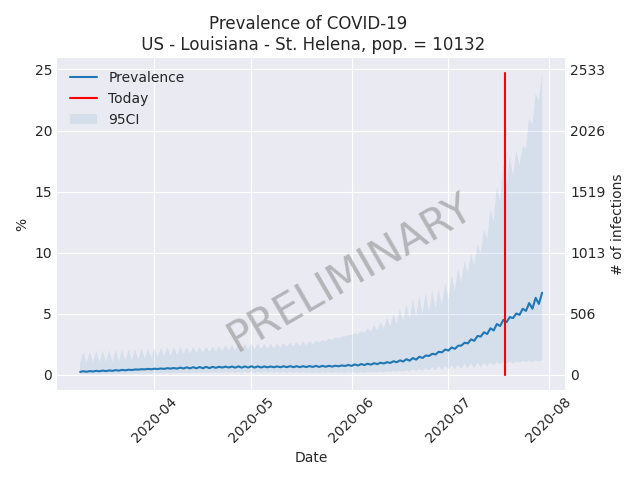 Prevalence of COVID-19
US - Louisiana - St. Helena, pop. = 10132
Prevalence
Today
95CI
PRELIMINARY
%
25
20
15
10
5
0
2533
2026
1519
1013
506
0
# of infections
2020-04
2020-05
2020-06
2020-07
2020-08
Date